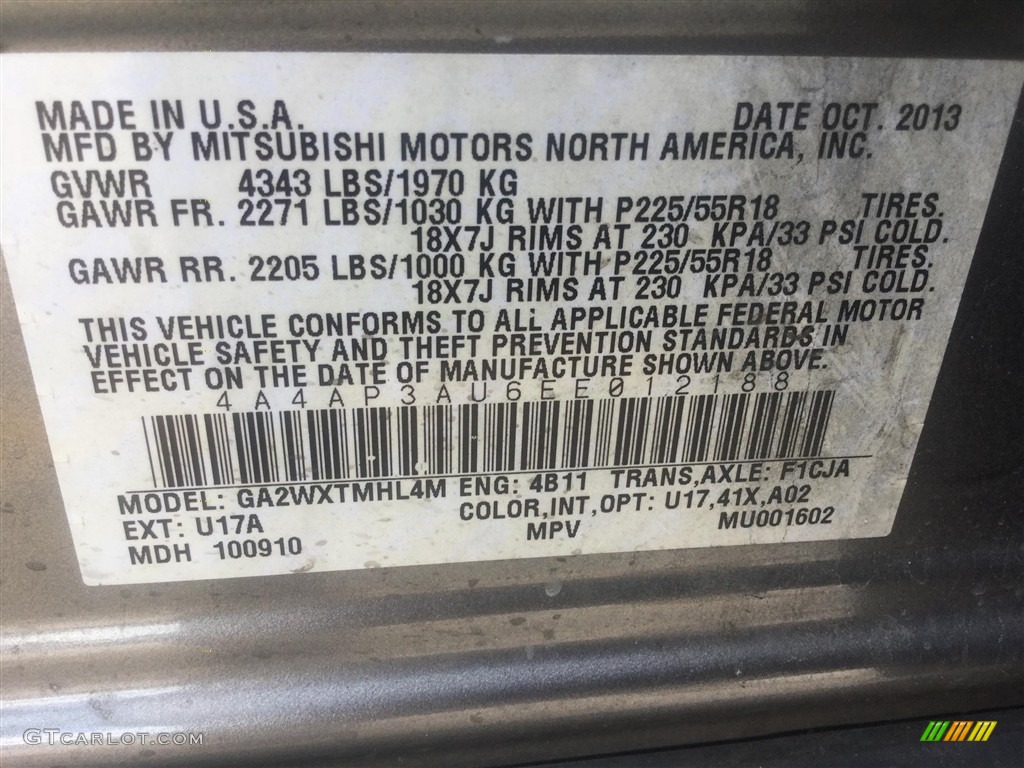 MADE IN U.S.A. DATE OCT. 2013
MFD BY MITSUBISHI MOTORS NORTH AMERICA, INC.
GVWR 4343 LBS/1970 KG
GAWR FR. 2271 LBS/1030 KG WITH P225/55R18 TIRES.
18X7J RIMS AT 230 KPA/33 PSI COLD.
GAWR RR. 2205 LBS/1000 KG WITH P225/55R18 TIRES.
18X7J RIMS AT 230 KPA/33 PSI COLD.
THIS VEHICLE CONFORMS TO ALL APPLICABLE FEDERAL MOTOR
VEHICLE SAFETY AND THEFT PREVENTION STANDARDS IN
EFFECT ON THE DATE OF MANUFACTURE SHOWN ABOVE.
4A4AP3AU6EE012188
MODEL: GA2WXTMHL4M ENG: 4B11 TRANS,AXLE: F1CJA
EXT: U17A COLOR,INT,OPT: U17,41X,A02
MDH 100910 MPV MU001602
GTCarLot.com